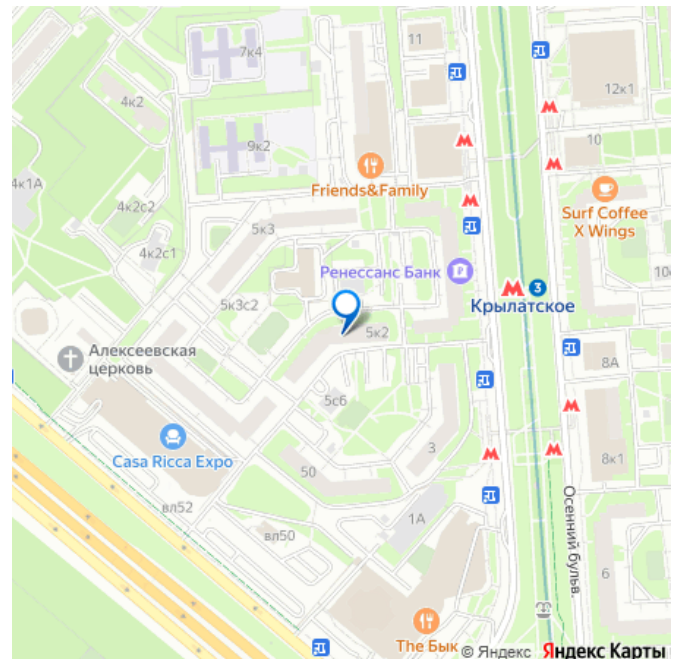 11
7к4
12к1
4к2
10
9к2
4к1А
Friends&Family
Surf Coffee
X Wings
4к2с2
5к3
4к2с1
Ренессанс Банк
3
Крылатское
5к3с2
5к2
Алексеевская
церковь
8А
5с6
3
8к1
Casa Ricca Expo
50
вл52
1А
вл50
Осенний бульв.
6
The Бык
© Яндекс Яндекс Карты